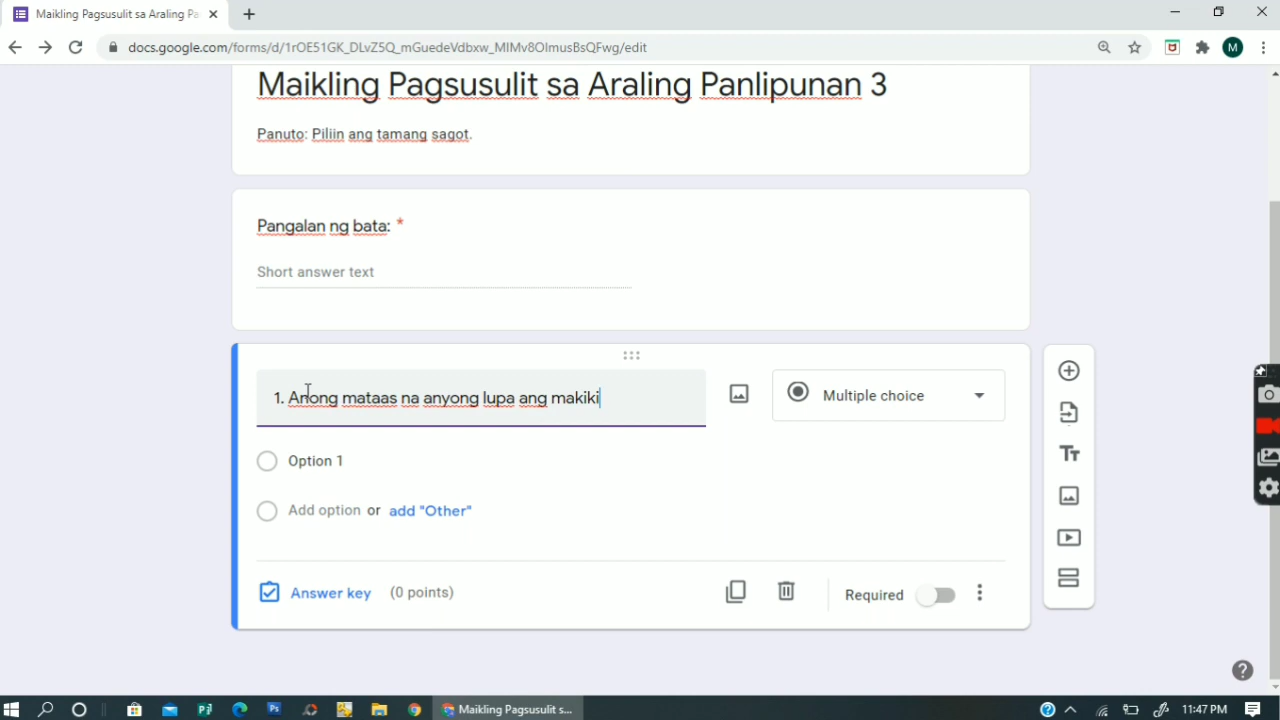 Maikling Pagsusulit sa Araling Pa
docs.google.com/forms/d/1rOE51GK_DLvZ5Q_mGuedeVdbxw_MIMv8OImusBsQFwg/edit
M
Maikling Pagsusulit sa Araling Panlipunan 3
Panuto: Piliin ang tamang sagot.
Pangalan ng bata: *
Short answer text
1. Anong mataas na anyong lupa ang makiki
Multiple choice
Option 1
Add option or add "Other"
Answer key (0 points)
Required
Maikling Pagsusulit s...
11:47 PM